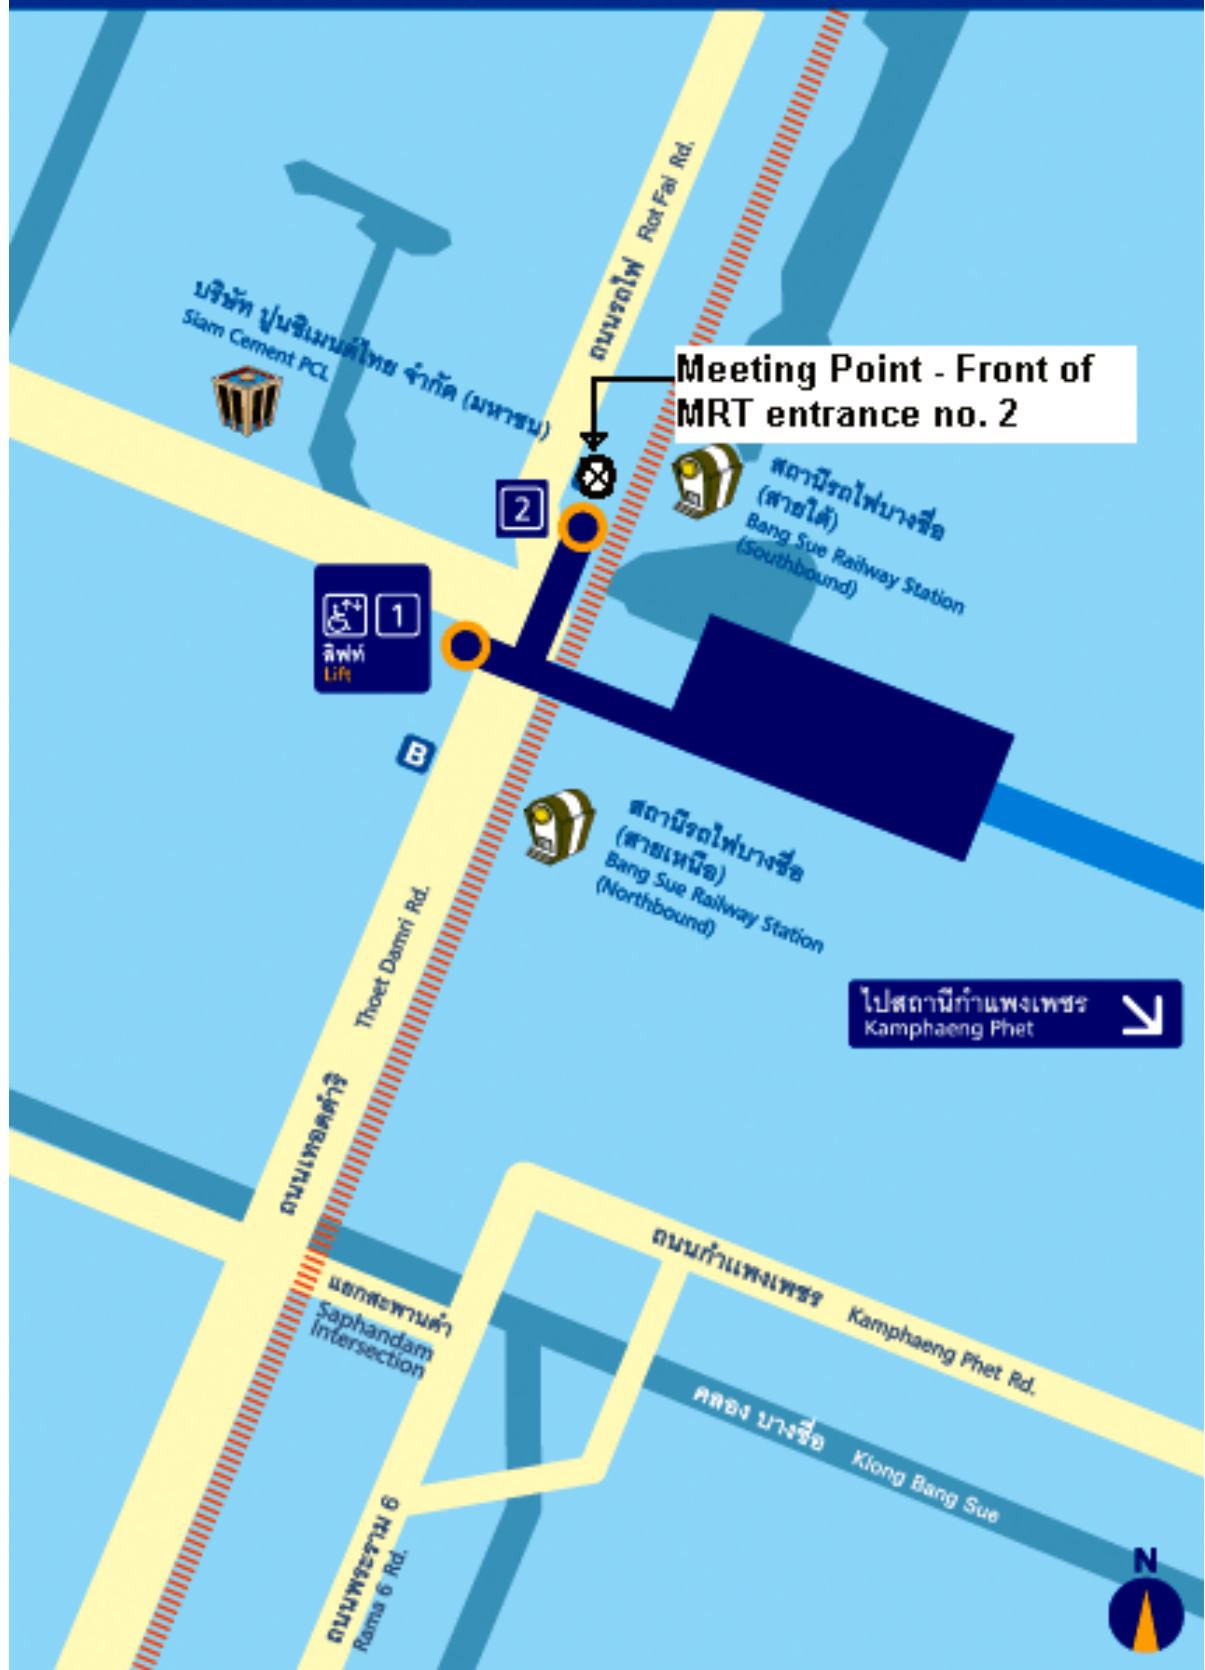 ถนนรถไฟ Rot Fai Rd.
บริษัท ปูนซิเมนต์ไทย จำกัด (มหาชน)
Siam Cement PCL
Meeting Point - Front of
MRT entrance no. 2
2
สถานีรถไฟบางซื่อ
(สายใต้)
Bang Sue Railway Station
(Southbound)
1
ลิฟท์
Lift
B
สถานีรถไฟบางซื่อ
(สายเหนือ)
Bang Sue Railway Station
(Northbound)
ถนนเทอดดำริ Thoet Damri Rd.
ไปสถานีกำแพงเพชร
Kamphaeng Phet
ถนนกำแพงเพชร Kamphaeng Phet Rd.
แยกสะพานดำ
Saphandam
Intersection
คลอง บางซื่อ Klong Bang Sue
ถนนพระราม 6
Rama 6 Rd.
N